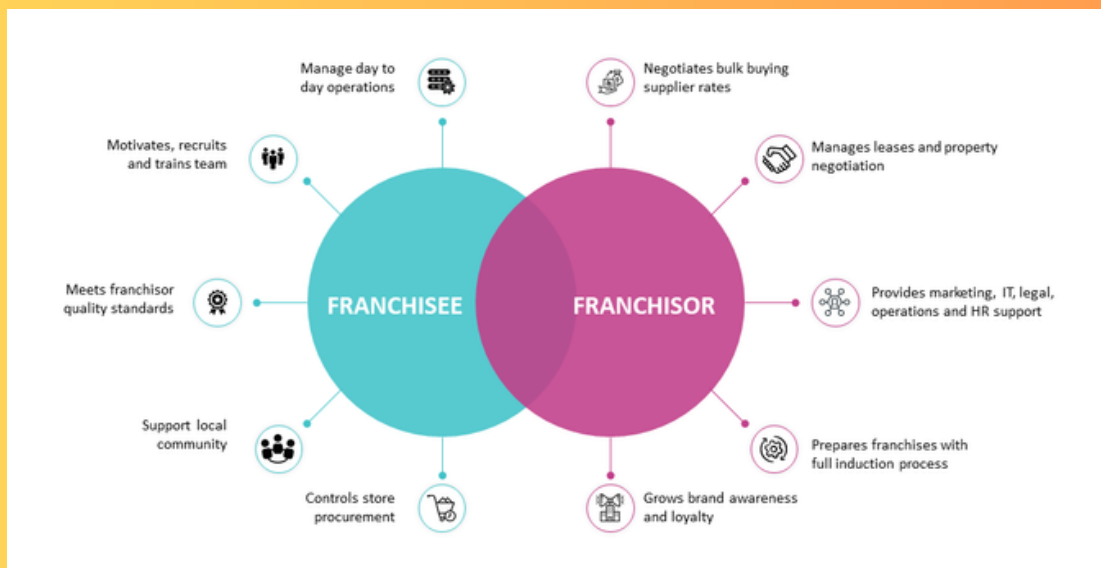 Manage day to
day operations
Motivates, recruits
and trains team
Meets franchisor
quality standards
Support local
community
Controls store
procurement
FRANCHISEE
FRANCHISOR
Negotiates bulk buying
supplier rates
Manages leases and property
negotiation
Provides marketing, IT, legal,
operations and HR support
Prepares franchises with
full induction process
Grows brand awareness
and loyalty